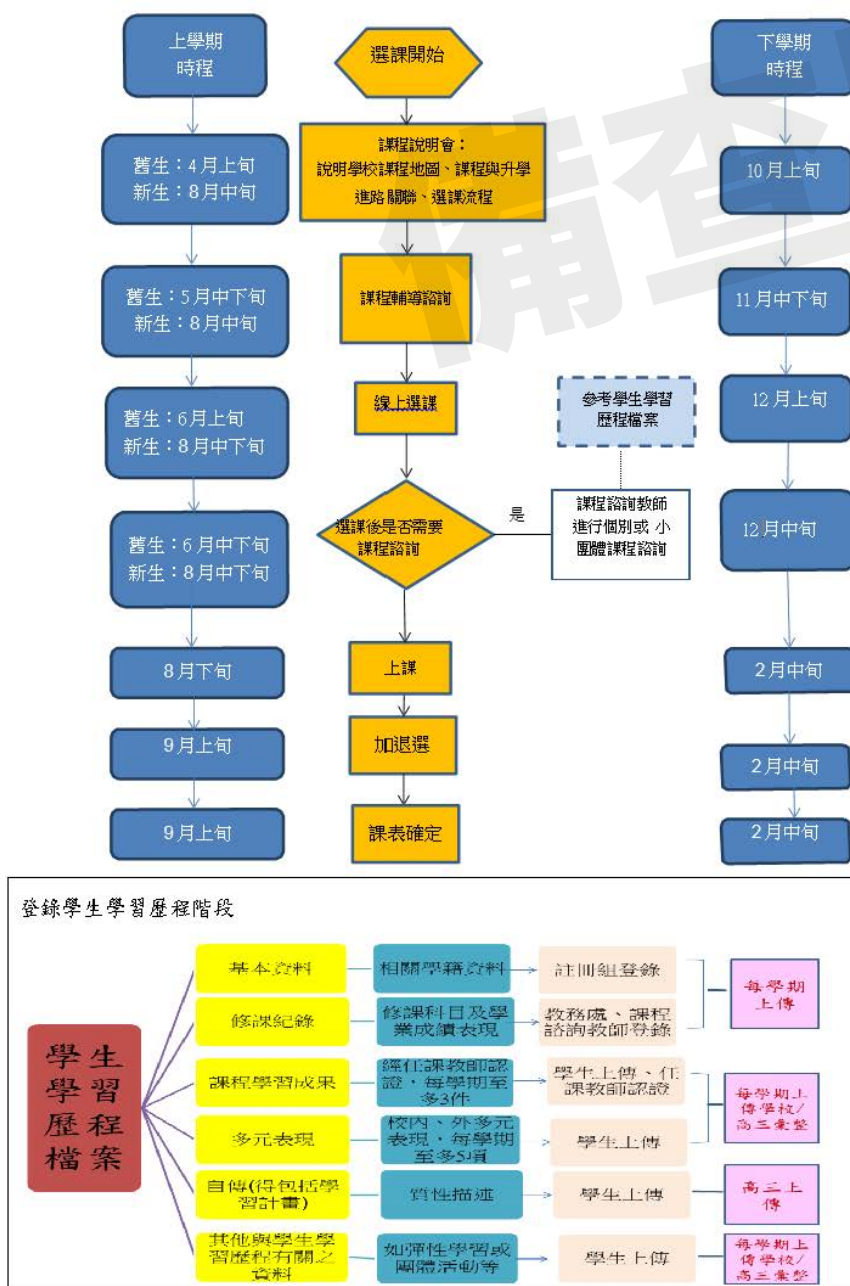 上學期
時程
舊生：4月上旬
新生：8月中旬
舊生：5月中下旬
新生：8月中旬
舊生：6月上旬
新生：8月中下旬
舊生：6月中下旬
新生：8月中下旬
8月下旬
9月上旬
9月上旬
選課開始
課程說明會：
說明學校課程地圖、課程與升學
進路關聯、選課流程
課程輔導諮詢
線上選課
選課後是否需要
課程諮詢
是
課程諮詢教師
進行個別或 小
團體課程諮詢
參考學生學習
歷程檔案
上課
加退選
課表確定
下學期
時程
10月上旬
11月中下旬
12月上旬
12月中旬
2月中旬
2月中旬
2月中旬
備查
登錄學生學習歷程階段
學生
學習
歷程
檔案
基本資料
相關學籍資料
註冊組登錄
修課紀錄
修課科目及學
業成績表現
教務處、課程
諮詢教師登錄
每學期
上傳
課程學習成果
經任課教師認
證，每學期至
多3件
學生上傳、任
課教師認證
多元表現
校內、外多元
表現，每學期
至多5項
學生上傳
每學期上
傳學校/
高三彙整
自傳(得包括學
習計畫)
質性描述
學生上傳
高三上
傳
其他與學生學
習歷程有關之
資料
如彈性學習或
團體活動等
學生上傳
每學期上
傳學校/
高三彙整